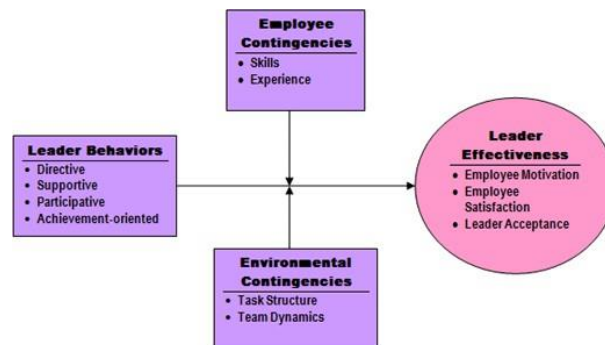 Employee
Contingencies
• Skills
• Experience
Leader Behaviors
• Directive
• Supportive
• Participative
• Achievement-oriented
Leader
Effectiveness
• Employee Motivation
• Employee
Satisfaction
• Leader Acceptance
Environmental
Contingencies
• Task Structure
• Team Dynamics